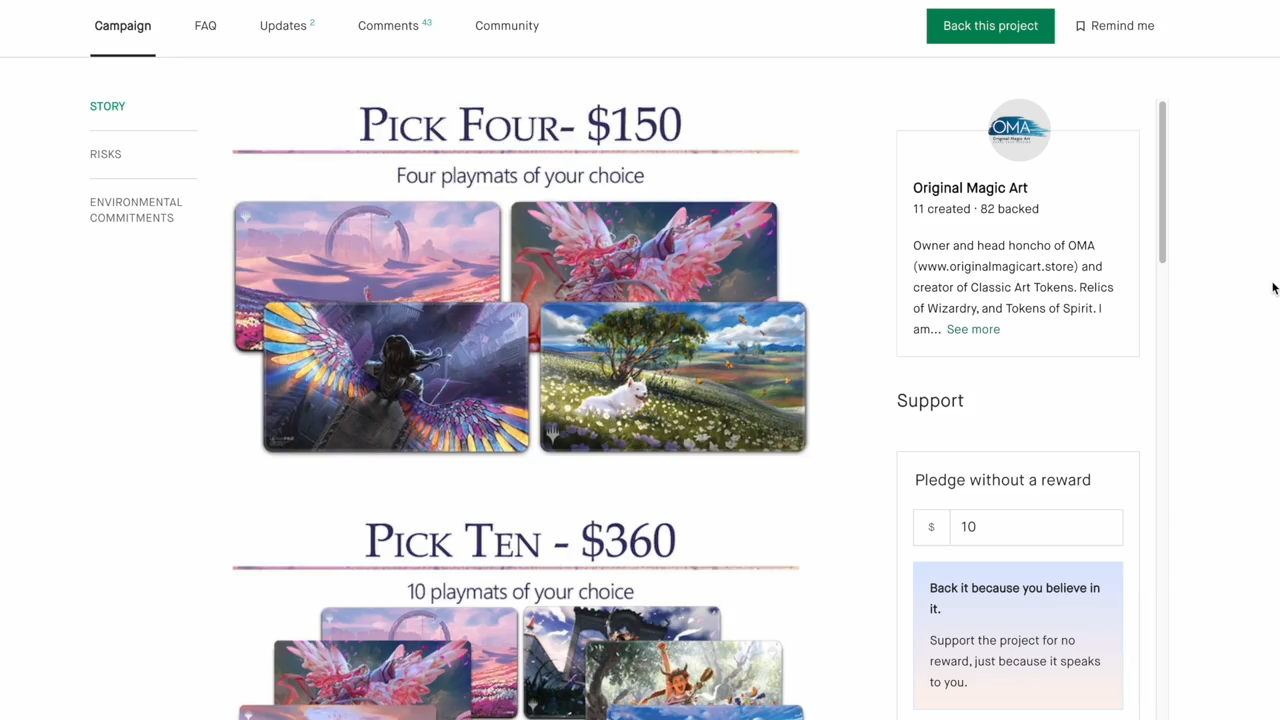 Campaign
FAQ
Updates 2
Comments 43
Community
Back this project
Remind me
STORY
RISKS
ENVIRONMENTAL
COMMITMENTS
PICK FOUR- $150
Four playmats of your choice
PICK TEN - $360
10 playmats of your choice
OMA
Original Magic Art
Original Magic Art
11 created · 82 backed
Owner and head honcho of OMA
(www.originalmagicart.store) and
creator of Classic Art Tokens. Relics
of Wizardry, and Tokens of Spirit. I
am... See more
Support
Pledge without a reward
$ 10
Back it because you believe in
it.
Support the project for no
reward, just because it speaks
to you.